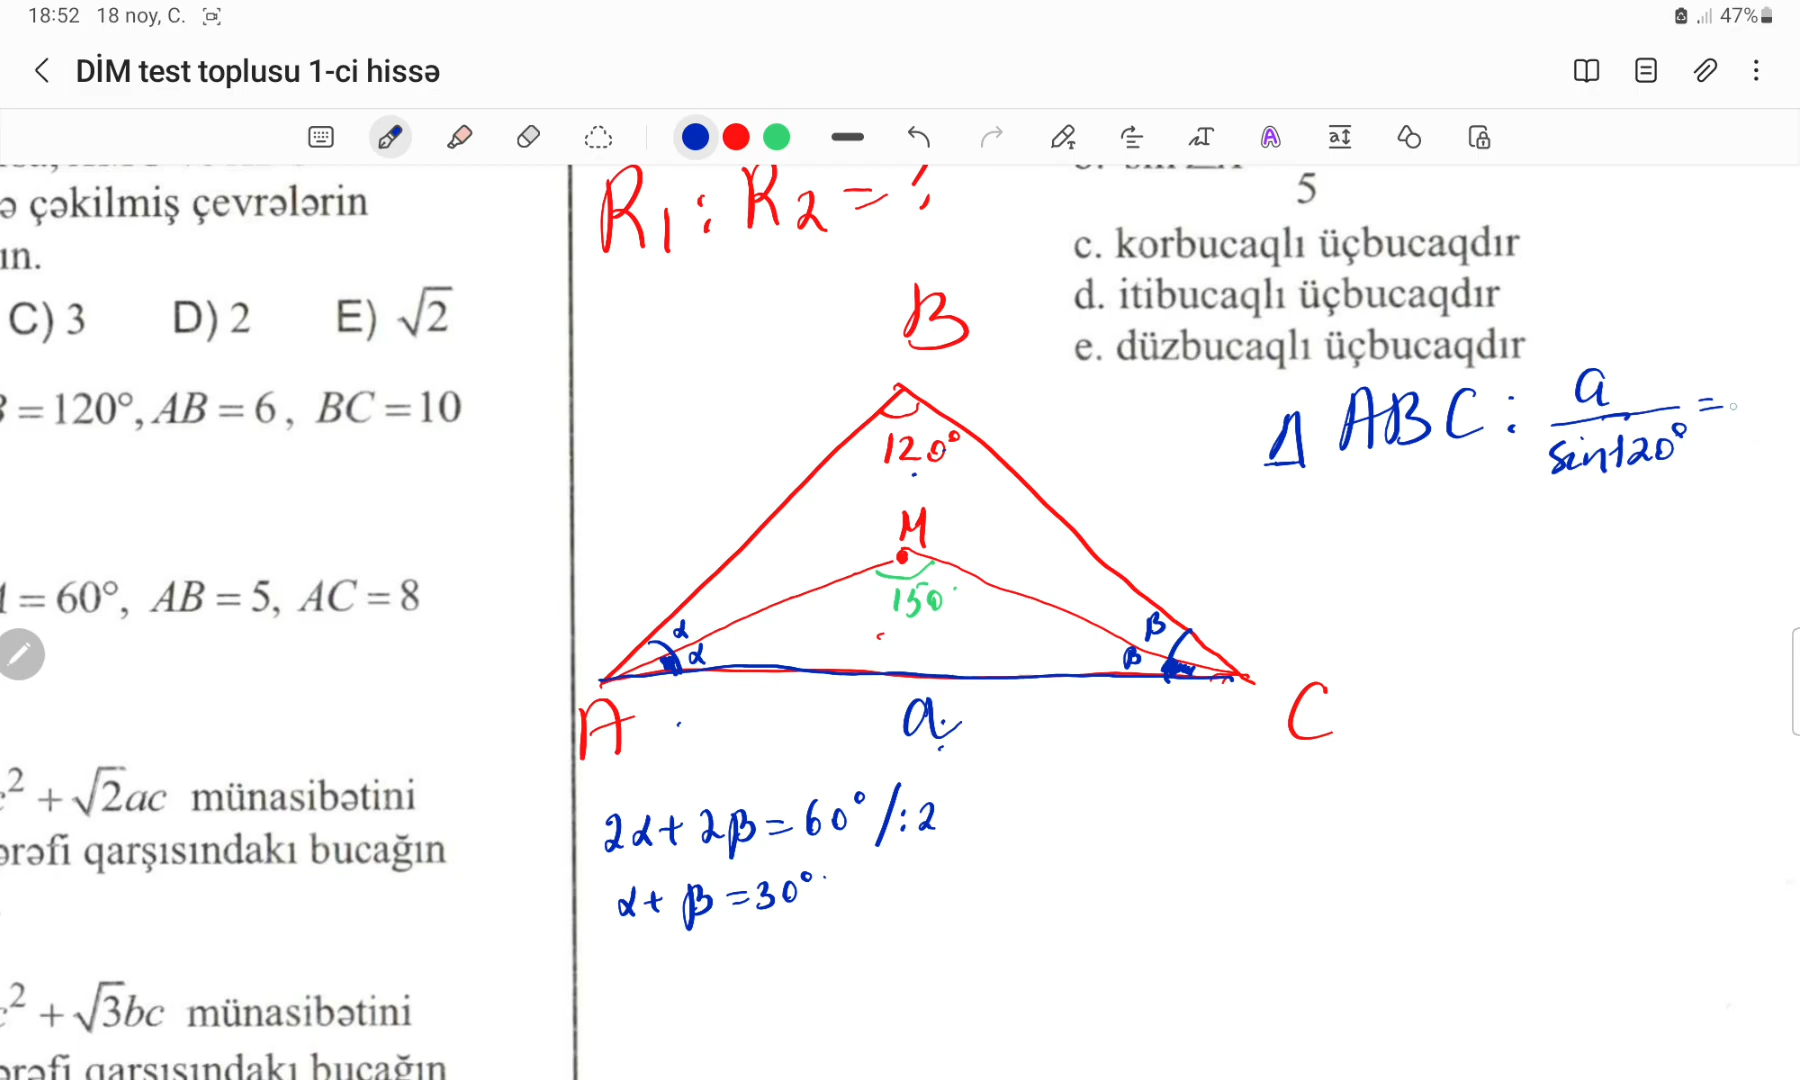 18:52 18 noy, C.
47%
DİM test toplusu 1-ci hissə
ə çəkilmiş çevrələrin
ın.
C) 3 D) 2 E) √2
= 120°, AB = 6, BC = 10
= 60°, AB = 5, AC = 8
² + √2ac münasibətini
ərəfi qarşısındakı bucağın
² + √3bc münasibətini
ərəfi qarşısındakı bucağın
R₁ : R₂ = ?
5
c. korbucaqlı üçbucaqdır
d. itibucaqlı üçbucaqdır
e. düzbucaqlı üçbucaqdır
B
120°
M
150°
α
α
β
β
A
a
C
Δ ABC : a/sin120° =
2α + 2β = 60° /:2
α + β = 30°